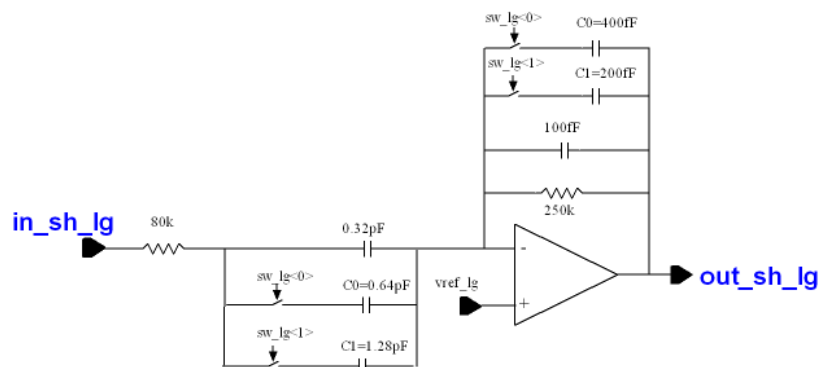 sw_lg<0>
C0=400fF
sw_lg<1>
C1=200fF
100fF
250k
in_sh_lg
80k
0.32pF
-
sw_lg<0>
C0=0.64pF
vref_lg
+
out_sh_lg
sw_lg<1>
C1=1.28pF